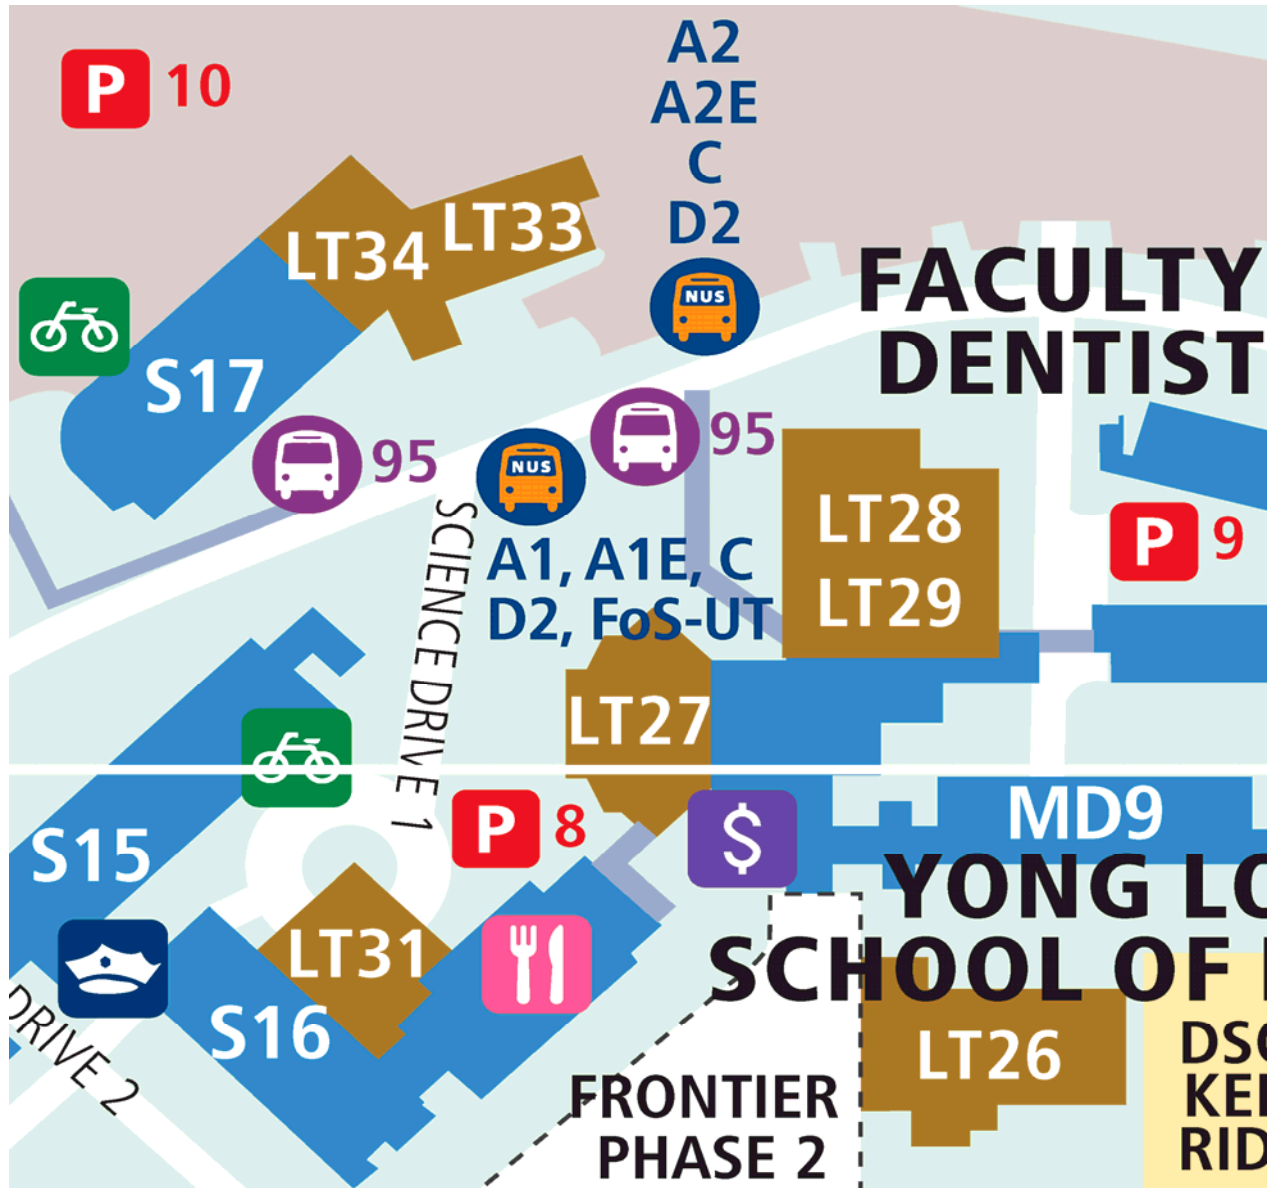 A2
A2E
C
D2
P 10
LT33
LT34
NUS
FACULTY
DENTIST
S17
95
95
NUS
LT28
LT29
P 9
SCIENCE DRIVE 1
A1, A1E, C
D2, FoS-UT
LT27
P 8
$
MD9
S15
YONG LO
SCHOOL OF
LT31
S16
DRIVE 2
LT26
DSO
KEN
RID
FRONTIER
PHASE 2